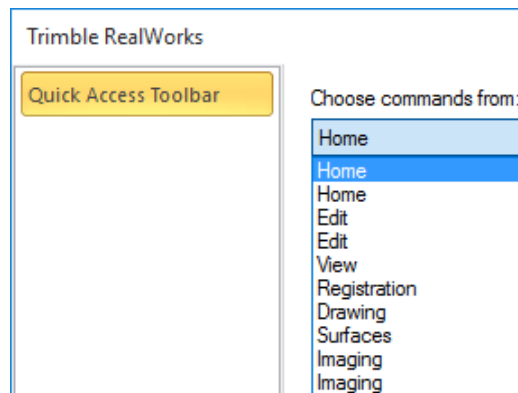 Trimble RealWorks
Quick Access Toolbar
Choose commands from:
Home
Home
Home
Edit
Edit
View
Registration
Drawing
Surfaces
Imaging
Imaging